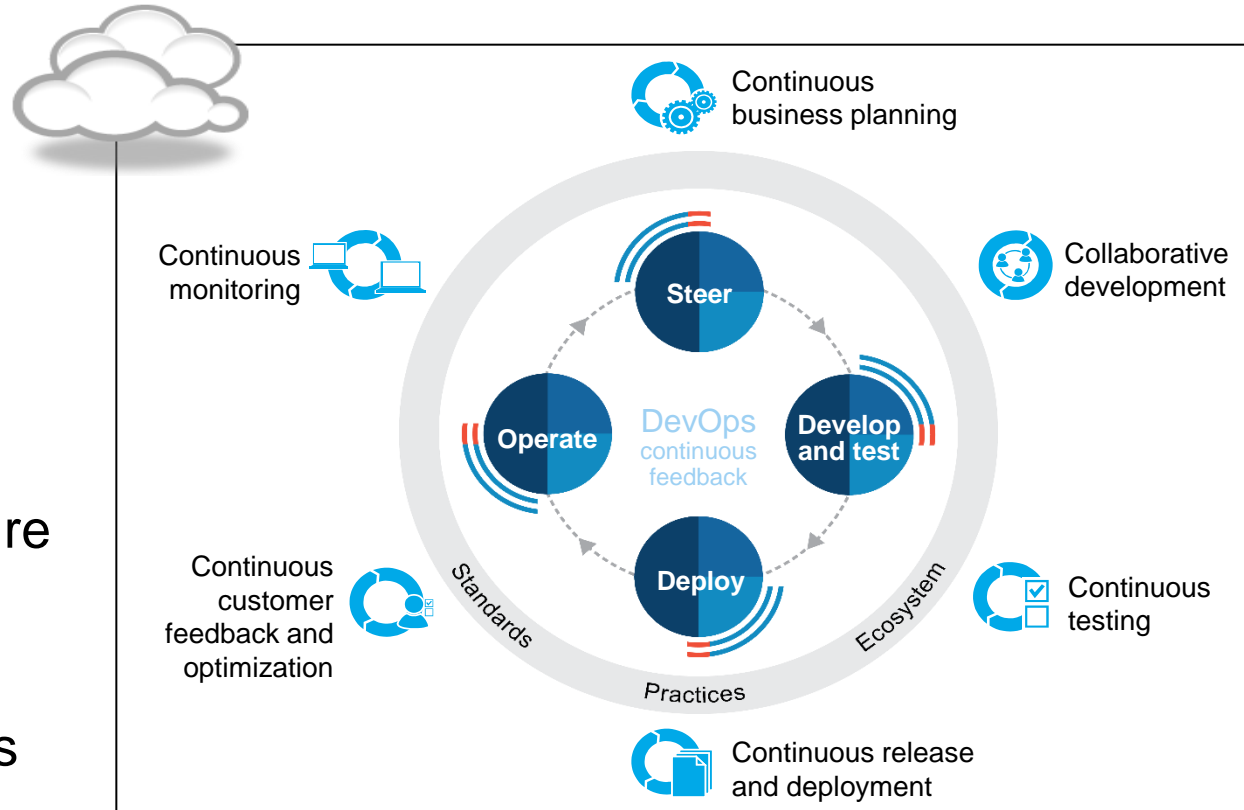 Continuous
business planning
Continuous
monitoring
Collaborative
development
Steer
Operate
DevOps
continuous
feedback
Develop
and test
re
Deploy
Continuous
customer
feedback and
optimization
Continuous
testing
Standards
Practices
Ecosystem
s
Continuous release
and deployment